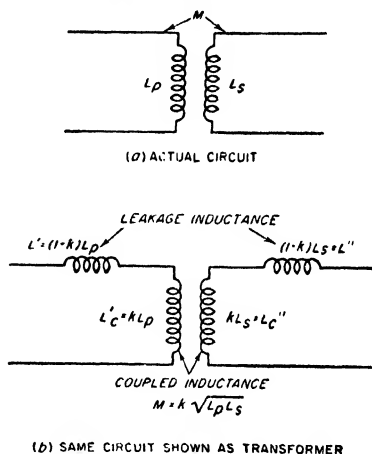 M
Lp Ls
(a) ACTUAL CIRCUIT
LEAKAGE INDUCTANCE
L'=(1-k)Lp (1-k)Ls=L"
L'c=kLp kLs=Lc"
COUPLED INDUCTANCE
M=k√LpLs
(b) SAME CIRCUIT SHOWN AS TRANSFORMER